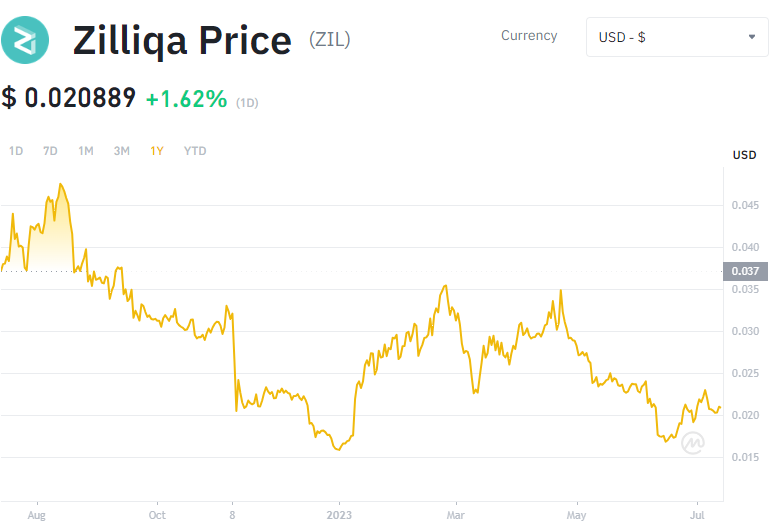 Zilliqa Price (ZIL)
Currency
USD - $
$ 0.020889 +1.62% (1D)
1D 7D 1M 3M 1Y YTD
USD
0.045
0.040
0.037
0.035
0.030
0.025
0.020
0.015
Aug Oct 8 2023 Mar May Jul